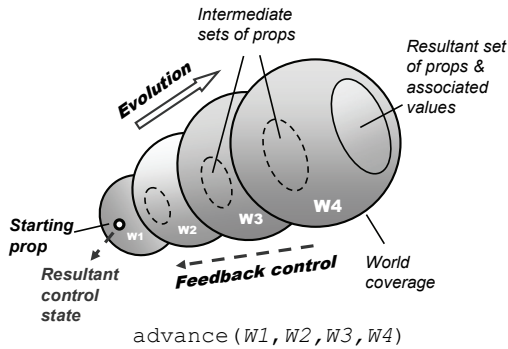 Intermediate
sets of props
Resultant set
of props &
associated
values
Evolution
W4
W3
W2
W1
Starting
prop
Resultant
control
state
Feedback control
World
coverage
advance(W1,W2,W3,W4)